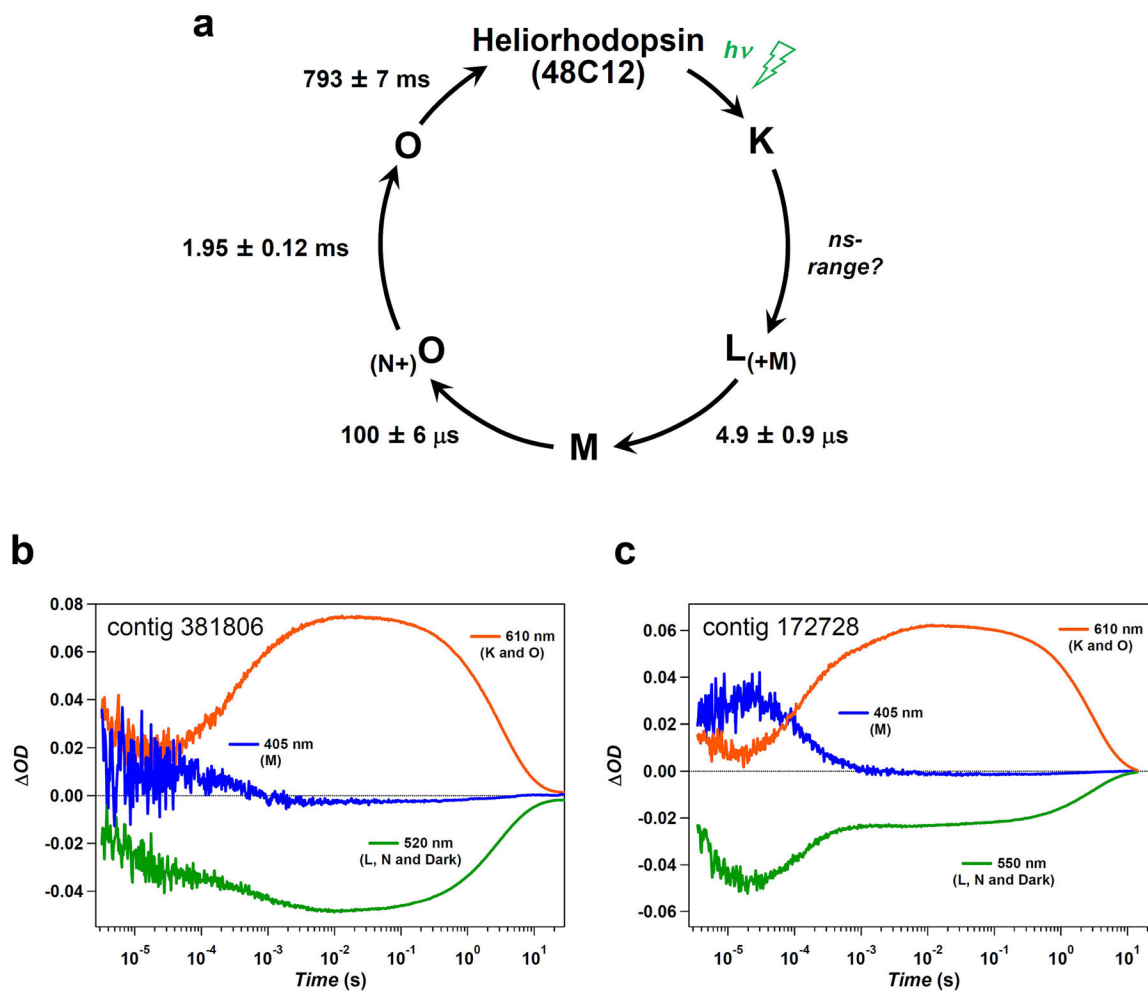 a
Heliorhodopsin
(48C12)
hν
793 ± 7 ms
O
K
1.95 ± 0.12 ms
ns-
range?
(N+)O
L(+M)
100 ± 6 μs
M
4.9 ± 0.9 μs
b
contig 381806
610 nm
(K and O)
405 nm
(M)
520 nm
(L, N and Dark)
0.08
0.06
0.04
0.02
0.00
-0.02
-0.04
ΔOD
10-5
10-4
10-3
10-2
10-1
100
101
Time (s)
c
contig 172728
610 nm
(K and O)
405 nm
(M)
550 nm
(L, N and Dark)
0.06
0.04
0.02
0.00
-0.02
-0.04
-0.06
ΔOD
10-5
10-4
10-3
10-2
10-1
100
101
Time (s)